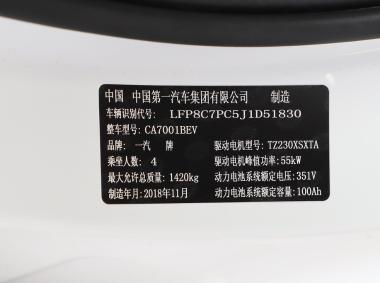 中国 中国第一汽车集团有限公司 制造
车辆识别代号: LFP8C7PC5J1D51830
整车型号: CA7001BEV
品牌: 一汽 牌 驱动电机型号: TZ230XSXTA
乘坐人数: 4 驱动电机峰值功率: 55kW
最大允许总质量: 1420kg 动力电池系统额定电压: 351V
制造年月: 2018年11月 动力电池系统额定容量: 100Ah